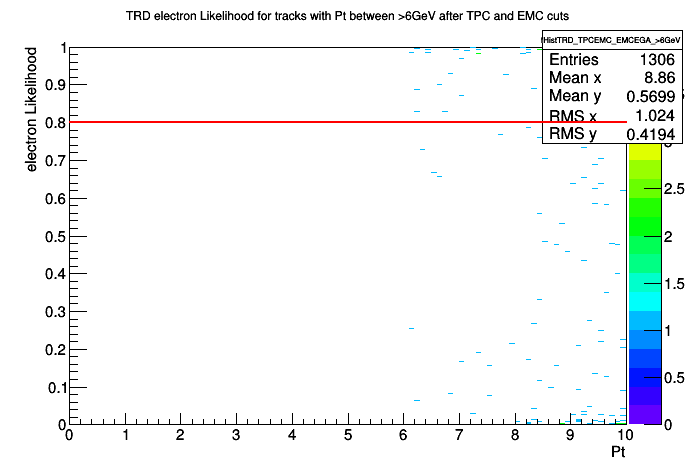 TRD electron Likelihood for tracks with Pt between >6GeV after TPC and EMC cuts
fHistTRD_TPCEMC_EMCEGA_>6GeV
Entries 1306
Mean x 8.86
Mean y 0.5699
RMS x 1.024
RMS y 0.4194
electron Likelihood
1
0.9
0.8
0.7
0.6
0.5
0.4
0.3
0.2
0.1
0
0 1 2 3 4 5 6 7 8 9 10
Pt
2.5
2
1.5
1
0.5
0